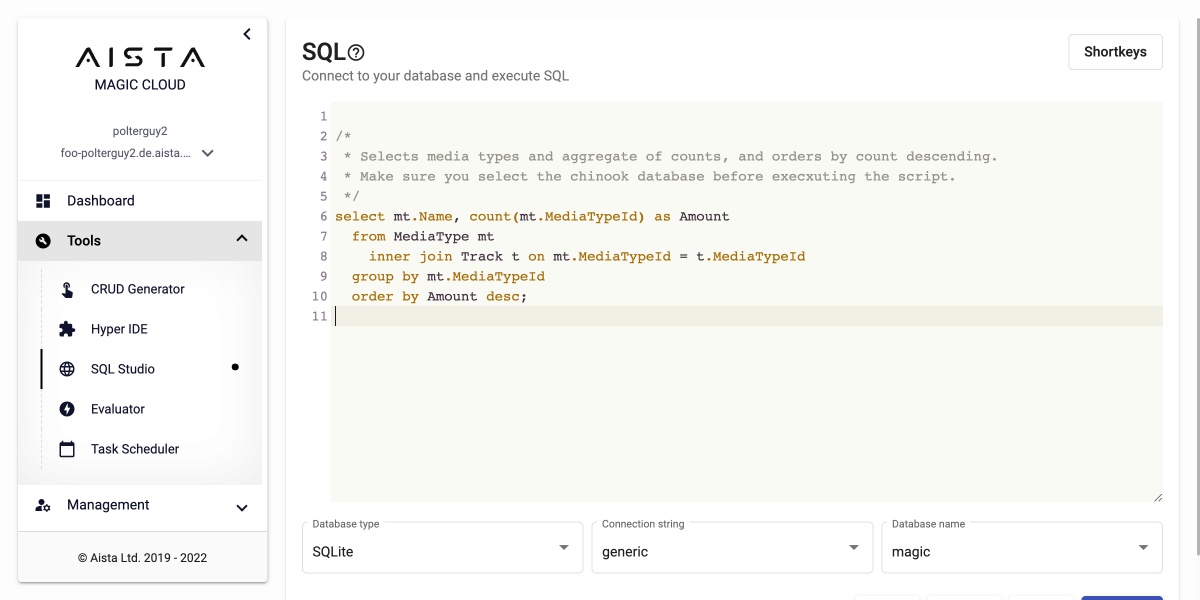 AISTA
MAGIC CLOUD
polterguy2
foo-polterguy2.de.aista....
Dashboard
Tools
CRUD Generator
Hyper IDE
SQL Studio
Evaluator
Task Scheduler
Management
© Aista Ltd. 2019 - 2022
SQL
Connect to your database and execute SQL
Shortkeys
1
2 /*
3  * Selects media types and aggregate of counts, and orders by count descending.
4  * Make sure you select the chinook database before execxuting the script.
5  */
6 select mt.Name, count(mt.MediaTypeId) as Amount
7   from MediaType mt
8     inner join Track t on mt.MediaTypeId = t.MediaTypeId
9   group by mt.MediaTypeId
10   order by Amount desc;
11
Database type
SQLite
Connection string
generic
Database name
magic